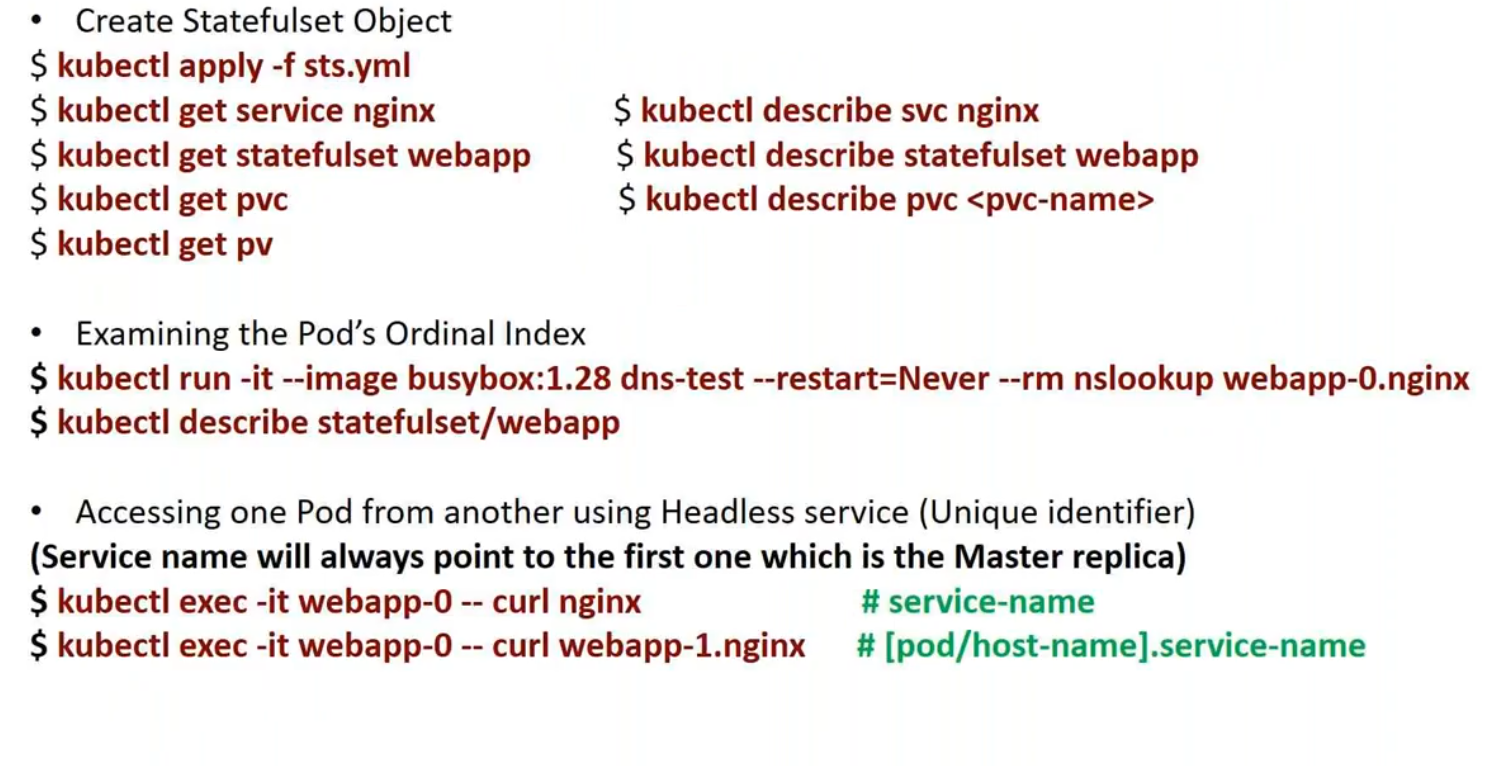 • Create Statefulset Object
$ kubectl apply -f sts.yml
$ kubectl get service nginx $ kubectl describe svc nginx
$ kubectl get statefulset webapp $ kubectl describe statefulset webapp
$ kubectl get pvc $ kubectl describe pvc <pvc-name>
$ kubectl get pv
• Examining the Pod’s Ordinal Index
$ kubectl run -it --image busybox:1.28 dns-test --restart=Never --rm nslookup webapp-0.nginx
$ kubectl describe statefulset/webapp
• Accessing one Pod from another using Headless service (Unique identifier)
(Service name will always point to the first one which is the Master replica)
$ kubectl exec -it webapp-0 -- curl nginx # service-name
$ kubectl exec -it webapp-0 -- curl webapp-1.nginx # [pod/host-name].service-name